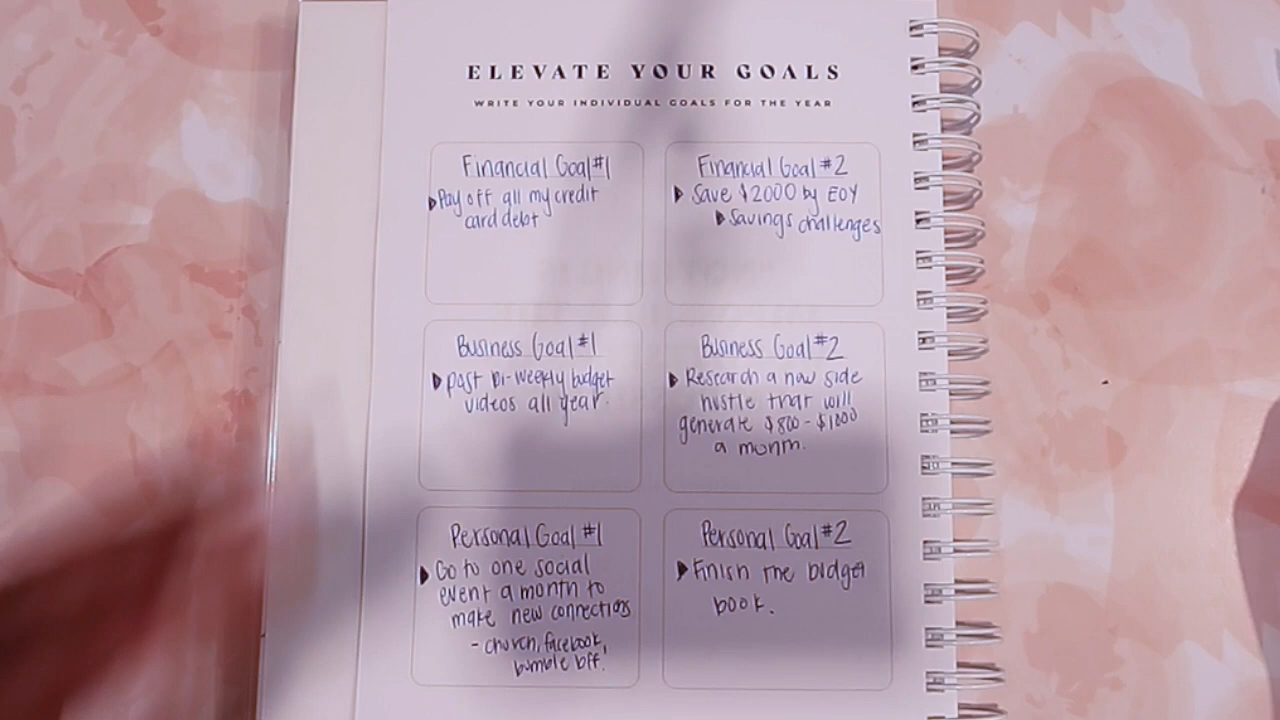 ELEVATE YOUR GOALS
WRITE YOUR INDIVIDUAL GOALS FOR THE YEAR
Financial Goal #1
Pay off all my credit
card debt
Financial Goal #2
Save $2000 by EOY
Savings challenges
Business Goal #1
post bi-weekly budget
videos all year.
Business Goal #2
Research a new side
hustle that will
generate $800 - $1000
a month.
Personal Goal #1
Go to one social
event a month to
make new connections
- church, facebook,
bumble bff.
Personal Goal #2
Finish the budget
book.